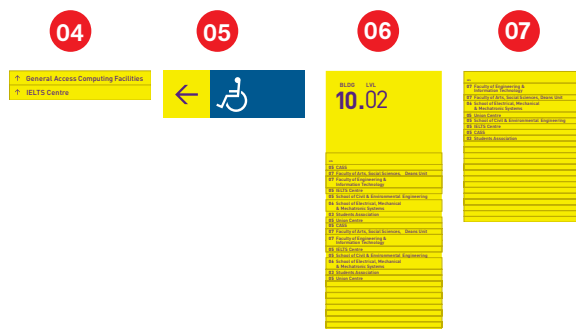 04
05
06
07
↑ General Access Computing Facilities
↑ IELTS Centre
←
BLDG LVL
10.02
05 CASS
07 Faculty of Arts, Social Sciences, Deans Unit
07 Faculty of Engineering &
Information Technology
05 IELTS Centre
05 School of Civil & Environmental Engineering
06 School of Electrical, Mechanical
& Mechatronic Systems
03 Students Association
05 Union Centre
05 CASS
07 Faculty of Arts, Social Sciences, Deans Unit
07 Faculty of Engineering &
Information Technology
05 IELTS Centre
05 School of Civil & Environmental Engineering
06 School of Electrical, Mechanical
& Mechatronic Systems
03 Students Association
05 Union Centre
07 Faculty of Engineering &
Information Technology
07 Faculty of Arts, Social Sciences, Deans Unit
06 School of Electrical, Mechanical
& Mechatronic Systems
05 Union Centre
05 School of Civil & Environmental Engineering
05 IELTS Centre
05 CASS
03 Students Association